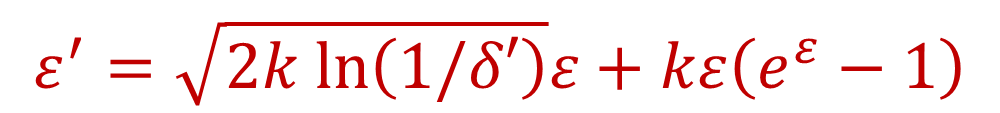 ε′ = √(2k ln(1/δ′))ε + kε(e^ε − 1)